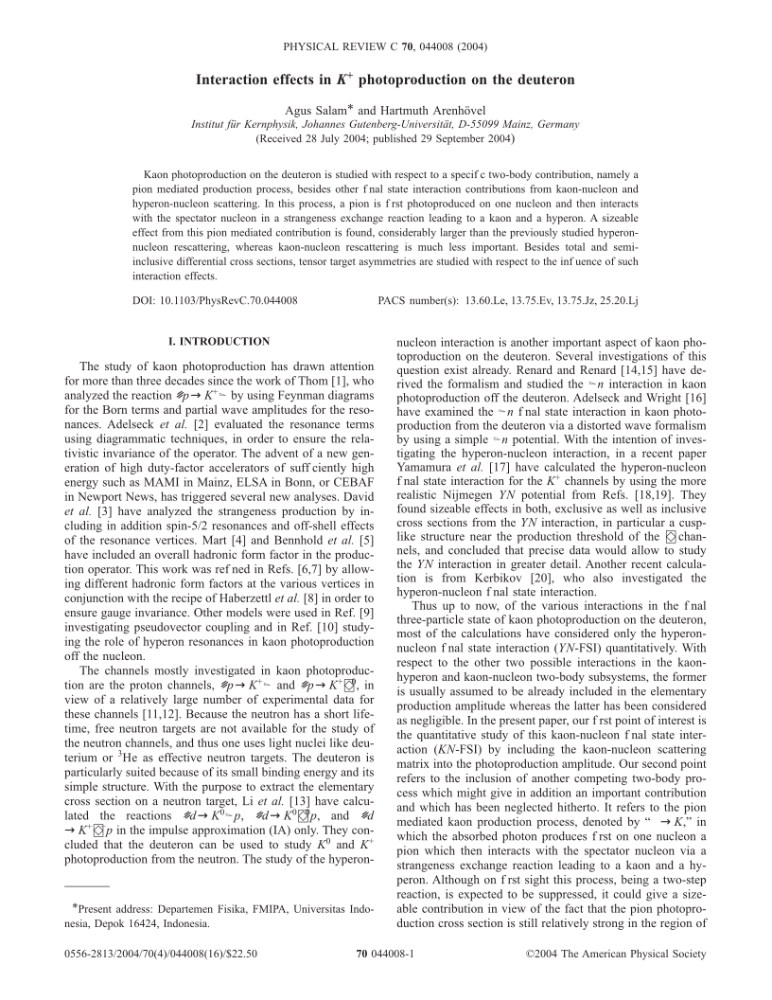 PHYSICAL REVIEW C 70, 044008 (2004)
Interaction effects in K+ photoproduction on the deuteron
Agus Salam* and Hartmuth Arenhövel
Institut für Kernphysik, Johannes Gutenberg-Universität, D-55099 Mainz, Germany
(Received 28 July 2004; published 29 September 2004)
Kaon photoproduction on the deuteron is studied with respect to a specif c two-body contribution, namely a
pion mediated production process, besides other f nal state interaction contributions from kaon-nucleon and
hyperon-nucleon scattering. In this process, a pion is f rst photoproduced on one nucleon and then interacts
with the spectator nucleon in a strangeness exchange reaction leading to a kaon and a hyperon. A sizeable
effect from this pion mediated contribution is found, considerably larger than the previously studied hyperon-
nucleon rescattering, whereas kaon-nucleon rescattering is much less important. Besides total and semi-
inclusive differential cross sections, tensor target asymmetries are studied with respect to the inf uence of such
interaction effects.
DOI: 10.1103/PhysRevC.70.044008 PACS number(s): 13.60.Le, 13.75.Ev, 13.75.Jz, 25.20.Lj
I. INTRODUCTION
The study of kaon photoproduction has drawn attention
for more than three decades since the work of Thom [1], who
analyzed the reaction p→K+ by using Feynman diagrams
for the Born terms and partial wave amplitudes for the reso-
nances. Adelseck et al. [2] evaluated the resonance terms
using diagrammatic techniques, in order to ensure the rela-
tivistic invariance of the operator. The advent of a new gen-
eration of high duty-factor accelerators of suff ciently high
energy such as MAMI in Mainz, ELSA in Bonn, or CEBAF
in Newport News, has triggered several new analyses. David
et al. [3] have analyzed the strangeness production by in-
cluding in addition spin-5/2 resonances and off-shell effects
of the resonance vertices. Mart [4] and Bennhold et al. [5]
have included an overall hadronic form factor in the produc-
tion operator. This work was ref ned in Refs. [6,7] by allow-
ing different hadronic form factors at the various vertices in
conjunction with the recipe of Haberzettl et al. [8] in order to
ensure gauge invariance. Other models were used in Ref. [9]
investigating pseudovector coupling and in Ref. [10] study-
ing the role of hyperon resonances in kaon photoproduction
off the nucleon.
The channels mostly investigated in kaon photoproduc-
tion are the proton channels, p→K+ and p→K+ 0, in
view of a relatively large number of experimental data for
these channels [11,12]. Because the neutron has a short life-
time, free neutron targets are not available for the study of
the neutron channels, and thus one uses light nuclei like deu-
terium or 3He as effective neutron targets. The deuteron is
particularly suited because of its small binding energy and its
simple structure. With the purpose to extract the elementary
cross section on a neutron target, Li et al. [13] have calcu-
lated the reactions d→K0 p, d→K0 0p, and d
→K+ p in the impulse approximation (IA) only. They con-
cluded that the deuteron can be used to study K0 and K+
photoproduction from the neutron. The study of the hyperon-
*Present address: Departemen Fisika, FMIPA, Universitas Indo-
nesia, Depok 16424, Indonesia.
nucleon interaction is another important aspect of kaon pho-
toproduction on the deuteron. Several investigations of this
question exist already. Renard and Renard [14,15] have de-
rived the formalism and studied the n interaction in kaon
photoproduction off the deuteron. Adelseck and Wright [16]
have examined the n f nal state interaction in kaon photo-
production from the deuteron via a distorted wave formalism
by using a simple n potential. With the intention of inves-
tigating the hyperon-nucleon interaction, in a recent paper
Yamamura et al. [17] have calculated the hyperon-nucleon
f nal state interaction for the K+ channels by using the more
realistic Nijmegen YN potential from Refs. [18,19]. They
found sizeable effects in both, exclusive as well as inclusive
cross sections from the YN interaction, in particular a cusp-
like structure near the production threshold of the chan-
nels, and concluded that precise data would allow to study
the YN interaction in greater detail. Another recent calcula-
tion is from Kerbikov [20], who also investigated the
hyperon-nucleon f nal state interaction.
Thus up to now, of the various interactions in the f nal
three-particle state of kaon photoproduction on the deuteron,
most of the calculations have considered only the hyperon-
nucleon f nal state interaction (YN-FSI) quantitatively. With
respect to the other two possible interactions in the kaon-
hyperon and kaon-nucleon two-body subsystems, the former
is usually assumed to be already included in the elementary
production amplitude whereas the latter has been considered
as negligible. In the present paper, our f rst point of interest is
the quantitative study of this kaon-nucleon f nal state inter-
action (KN-FSI) by including the kaon-nucleon scattering
matrix into the photoproduction amplitude. Our second point
refers to the inclusion of another competing two-body pro-
cess which might give in addition an important contribution
and which has been neglected hitherto. It refers to the pion
mediated kaon production process, denoted by “ →K,” in
which the absorbed photon produces f rst on one nucleon a
pion which then interacts with the spectator nucleon via a
strangeness exchange reaction leading to a kaon and a hy-
peron. Although on f rst sight this process, being a two-step
reaction, is expected to be suppressed, it could give a size-
able contribution in view of the fact that the pion photopro-
duction cross section is still relatively strong in the region of
0556-2813/2004/70(4)/044008(16)/$22.50 70 044008-1 ©2004 The American Physical Society